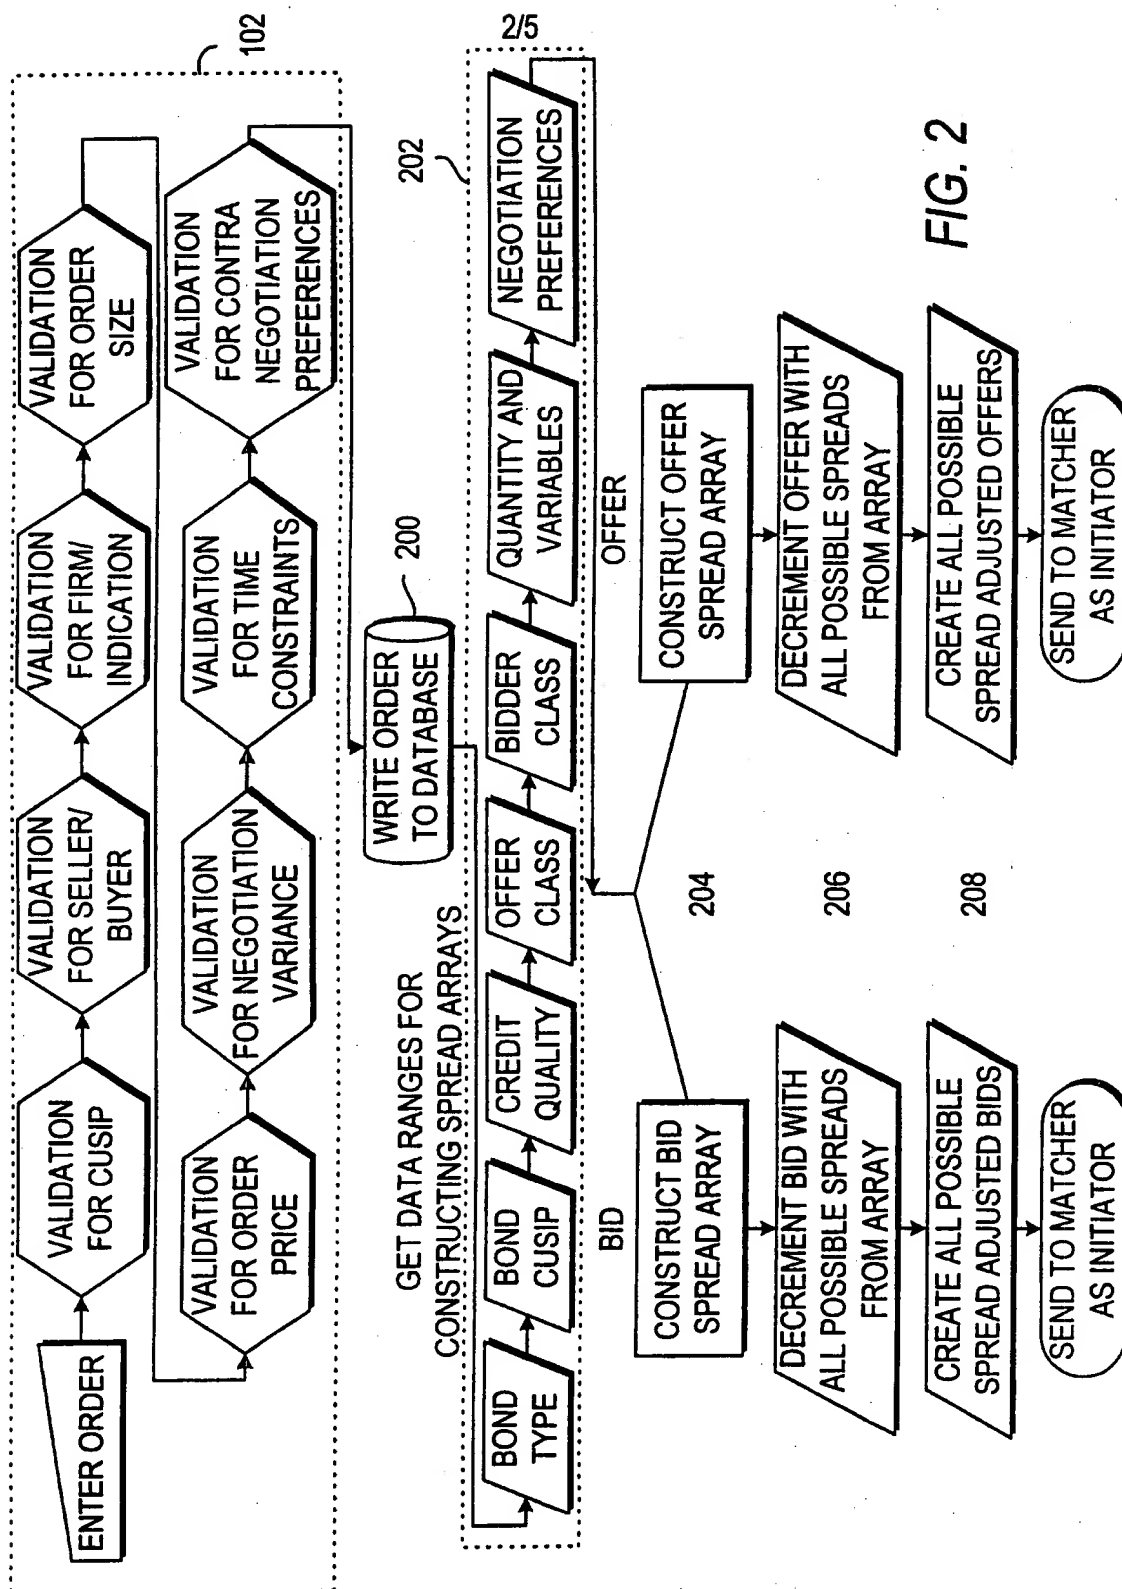 2/5
102
ENTER ORDER
VALIDATION
FOR CUSIP
VALIDATION
FOR SELLER/
BUYER
VALIDATION
FOR FIRM/
INDICATION
VALIDATION
FOR ORDER
SIZE
VALIDATION
FOR ORDER
PRICE
VALIDATION
FOR NEGOTIATION
VARIANCE
VALIDATION
FOR TIME
CONSTRAINTS
VALIDATION
FOR CONTRA
NEGOTIATION
PREFERENCES
WRITE ORDER
TO DATABASE
200
GET DATA RANGES FOR
CONSTRUCTING SPREAD ARRAYS
202
BOND
TYPE
BOND
CUSIP
CREDIT
QUALITY
OFFER
CLASS
BIDDER
CLASS
QUANTITY AND
VARIABLES
NEGOTIATION
PREFERENCES
BID
OFFER
CONSTRUCT BID
SPREAD ARRAY
204
CONSTRUCT OFFER
SPREAD ARRAY
DECREMENT BID WITH
ALL POSSIBLE SPREADS
FROM ARRAY
206
DECREMENT OFFER WITH
ALL POSSIBLE SPREADS
FROM ARRAY
CREATE ALL POSSIBLE
SPREAD ADJUSTED BIDS
208
CREATE ALL POSSIBLE
SPREAD ADJUSTED OFFERS
SEND TO MATCHER
AS INITIATOR
SEND TO MATCHER
AS INITIATOR
FIG. 2